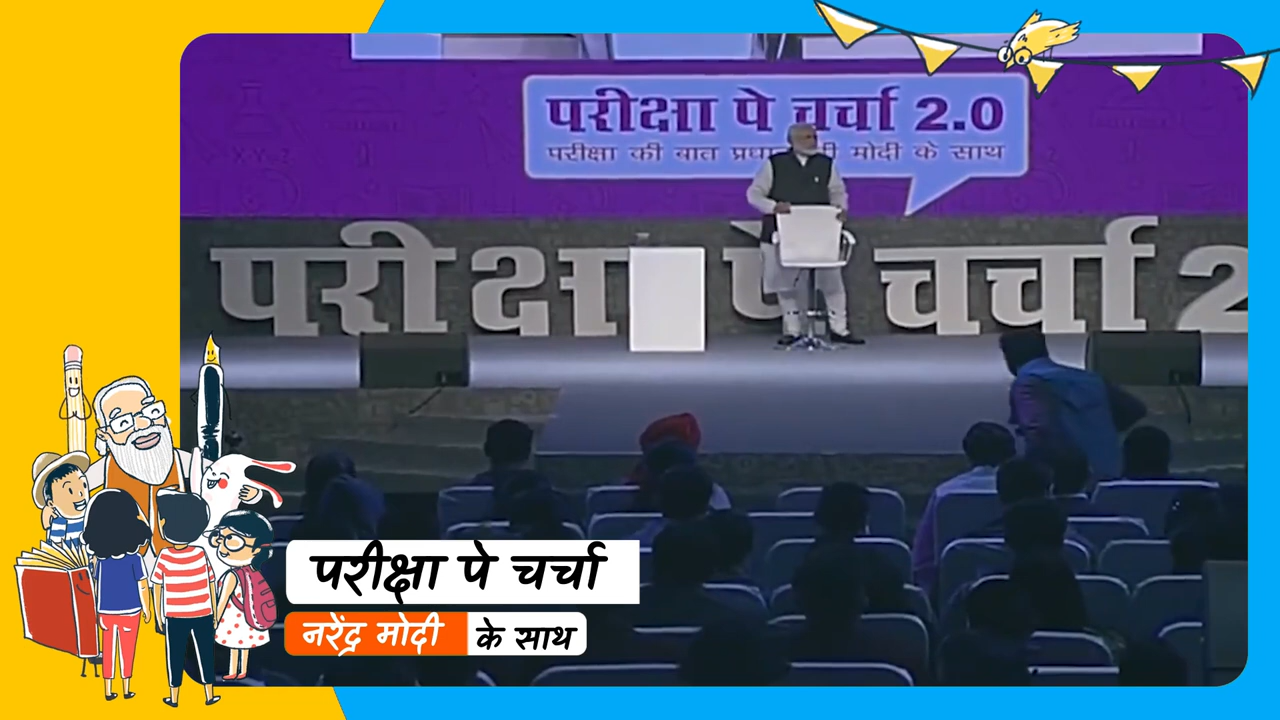 परीक्षा पे चर्चा 2.0
परीक्षा की बात मोदी के साथ
परीक्षा पे चर्चा 2
परीक्षा पे चर्चा
नरेंद्र मोदी के साथ